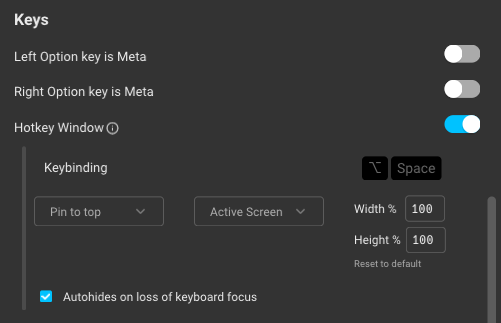 Keys
Left Option key is Meta
Right Option key is Meta
Hotkey Window
Keybinding
⌥ Space
Pin to top
Active Screen
Width % 100
Height % 100
Reset to default
Autohides on loss of keyboard focus